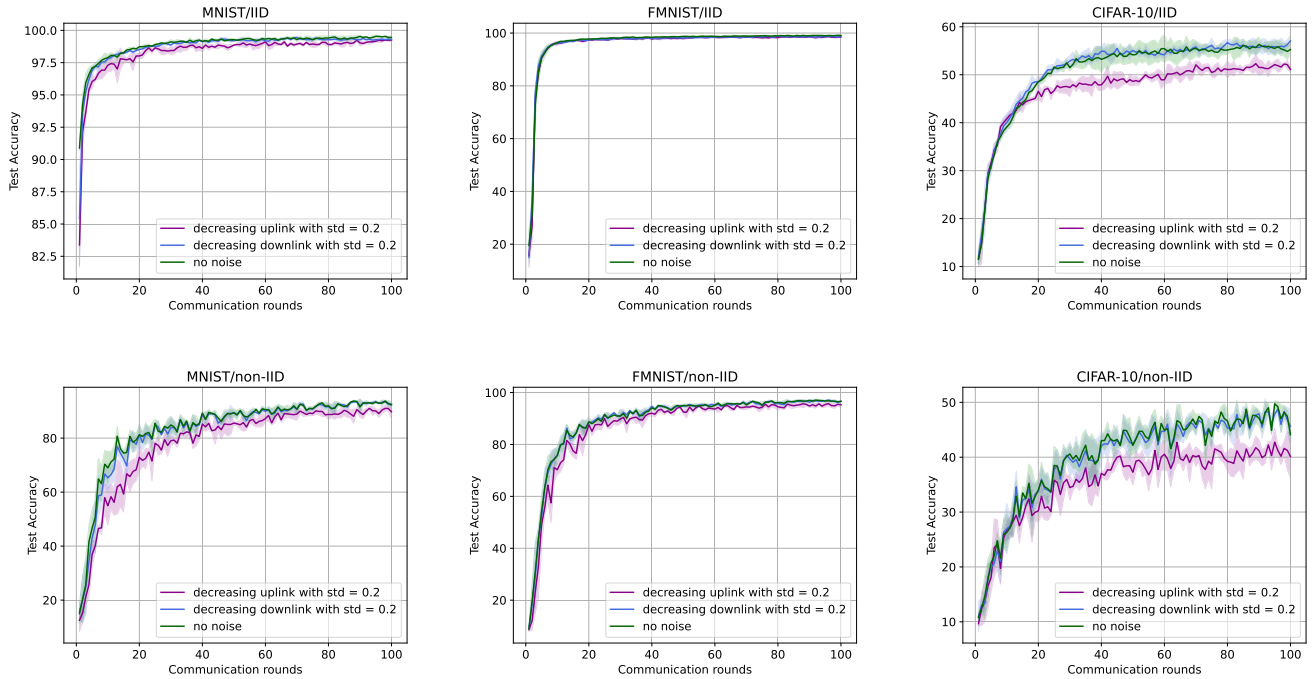 MNIST/IID
100.0
97.5
95.0
92.5
90.0
87.5
85.0
82.5
Test Accuracy
decreasing uplink with std = 0.2
decreasing downlink with std = 0.2
no noise
0 20 40 60 80 100
Communication rounds
FMNIST/IID
100
80
60
40
20
Test Accuracy
decreasing uplink with std = 0.2
decreasing downlink with std = 0.2
no noise
0 20 40 60 80 100
Communication rounds
CIFAR-10/IID
60
50
40
30
20
10
Test Accuracy
decreasing uplink with std = 0.2
decreasing downlink with std = 0.2
no noise
0 20 40 60 80 100
Communication rounds
MNIST/non-IID
80
60
40
20
Test Accuracy
decreasing uplink with std = 0.2
decreasing downlink with std = 0.2
no noise
0 20 40 60 80 100
Communication rounds
FMNIST/non-IID
100
80
60
40
20
Test Accuracy
decreasing uplink with std = 0.2
decreasing downlink with std = 0.2
no noise
0 20 40 60 80 100
Communication rounds
CIFAR-10/non-IID
50
40
30
20
10
Test Accuracy
decreasing uplink with std = 0.2
decreasing downlink with std = 0.2
no noise
0 20 40 60 80 100
Communication rounds